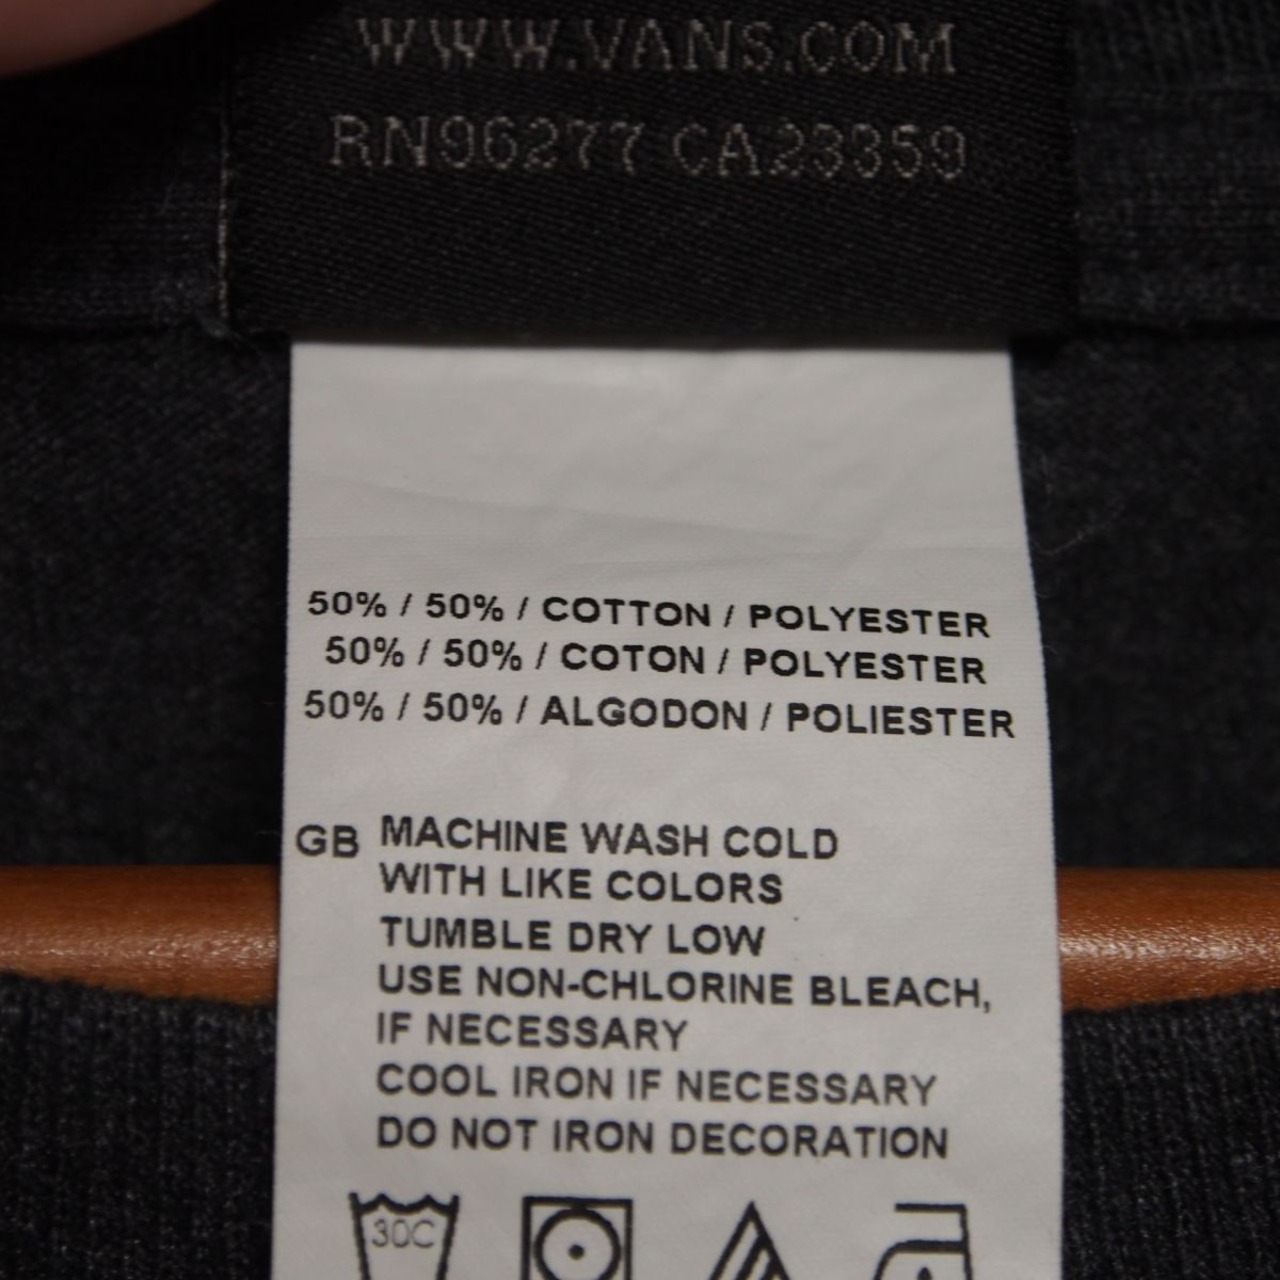 WWW.VANS.COM
RN96277 CA23359
50% / 50% / COTTON / POLYESTER
50% / 50% / COTON / POLYESTER
50% / 50% / ALGODON / POLIESTER
GB MACHINE WASH COLD
WITH LIKE COLORS
TUMBLE DRY LOW
USE NON-CHLORINE BLEACH,
IF NECESSARY
COOL IRON IF NECESSARY
DO NOT IRON DECORATION
30C